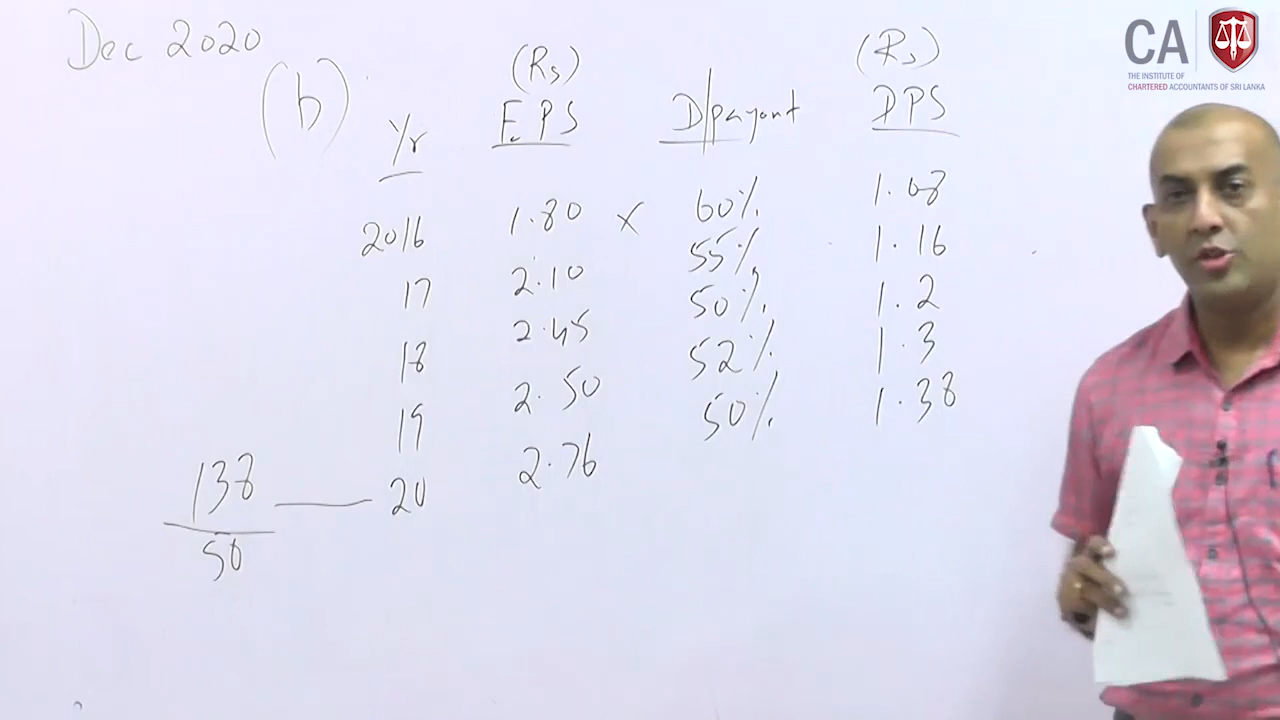 Dec 2020
(b)
(Rs) (Rs)
Yr EPS D/payout DPS
2016 1.80 x 60% 1.08
17 2.10 55% 1.16
18 2.45 50% 1.2
19 2.50 52% 1.3
20 2.76 50% 1.38
138
50
CA
THE INSTITUTE OF
CHARTERED ACCOUNTANTS OF SRI LANKA